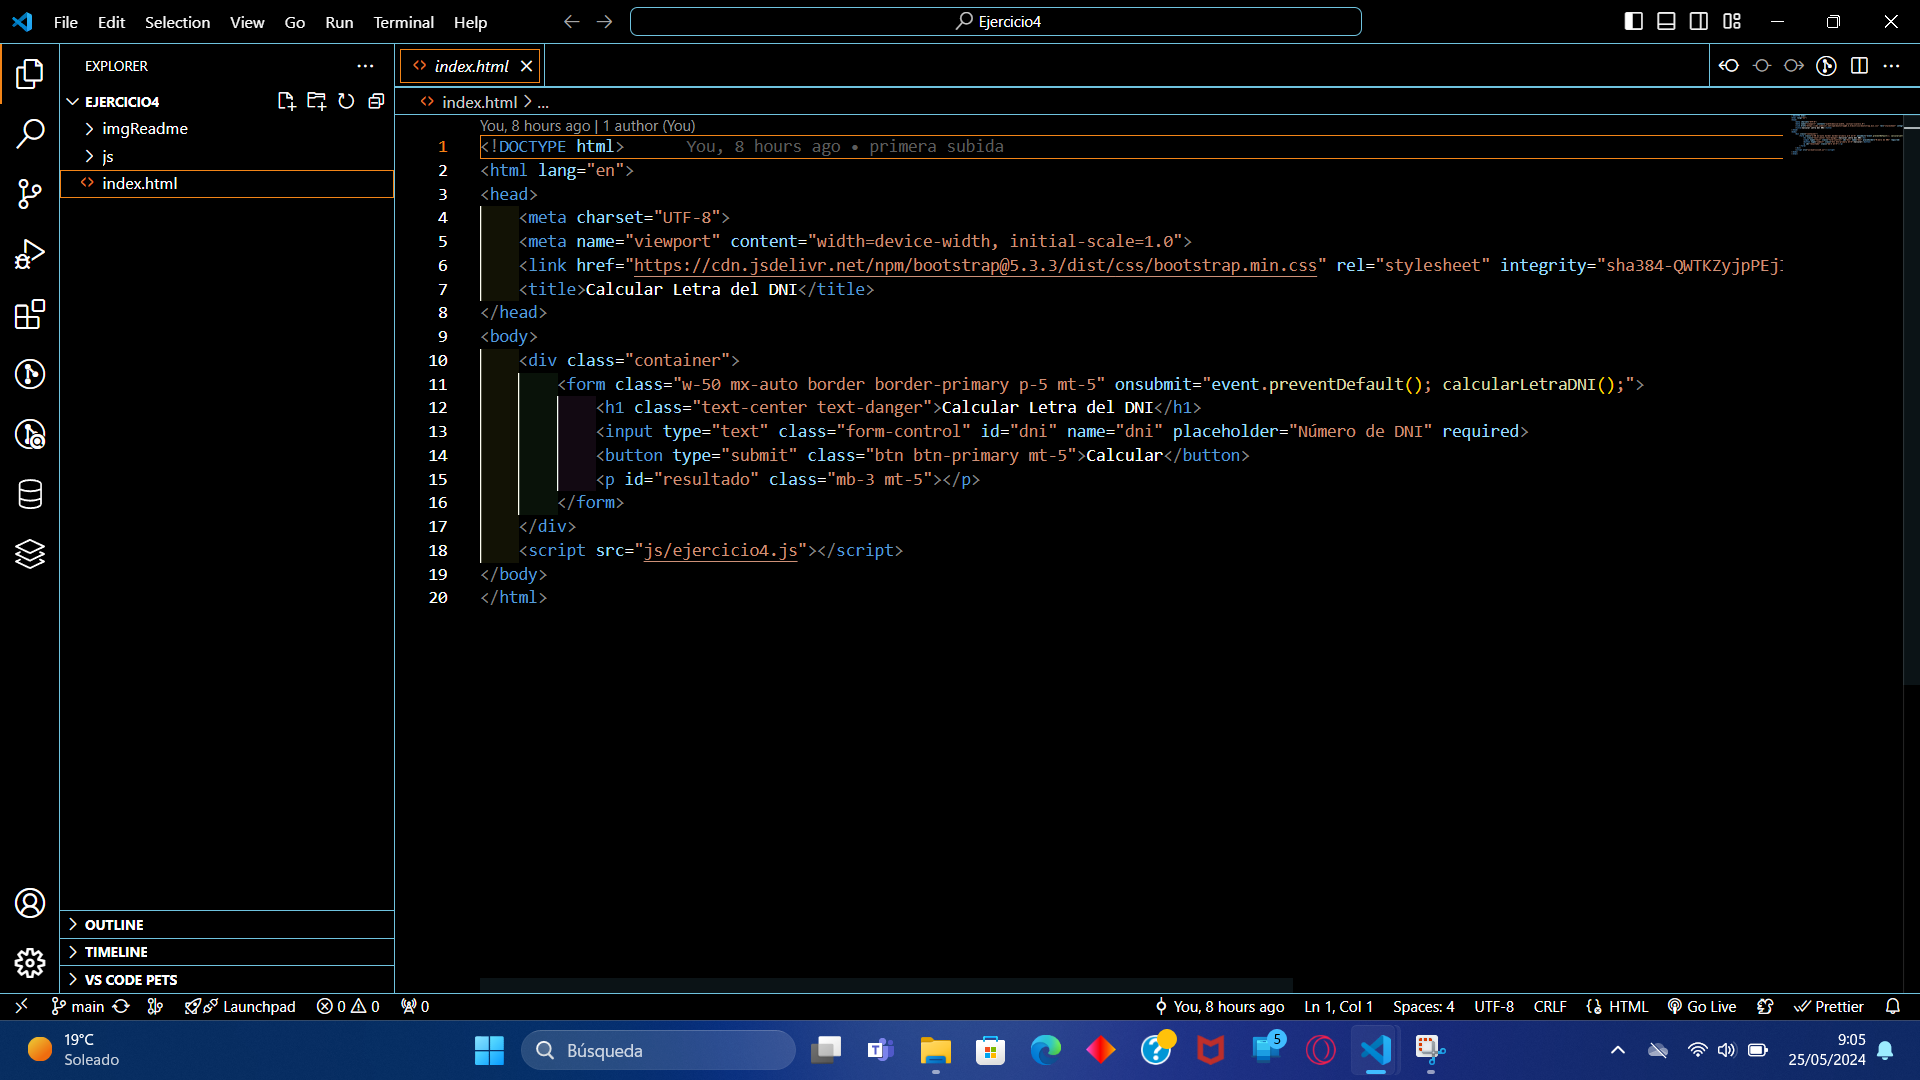 File Edit Selection View Go Run Terminal Help
Ejercicio4
EXPLORER
index.html
EJERCICIO4
index.html > ...
imgReadme
js
index.html
You, 8 hours ago | 1 author (You)
1 <!DOCTYPE html> You, 8 hours ago • primera subida
2 <html lang="en">
3 <head>
4 <meta charset="UTF-8">
5 <meta name="viewport" content="width=device-width, initial-scale=1.0">
6 <link href="https://cdn.jsdelivr.net/npm/bootstrap@5.3.3/dist/css/bootstrap.min.css" rel="stylesheet" integrity="sha384-QWTKZyjpPEj
7 <title>Calcular Letra del DNI</title>
8 </head>
9 <body>
10 <div class="container">
11 <form class="w-50 mx-auto border border-primary p-5 mt-5" onsubmit="event.preventDefault(); calcularLetraDNI();">
12 <h1 class="text-center text-danger">Calcular Letra del DNI</h1>
13 <input type="text" class="form-control" id="dni" name="dni" placeholder="Número de DNI" required>
14 <button type="submit" class="btn btn-primary mt-5">Calcular</button>
15 <p id="resultado" class="mb-3 mt-5"></p>
16 </form>
17 </div>
18 <script src="js/ejercicio4.js"></script>
19 </body>
20 </html>
OUTLINE
TIMELINE
VS CODE PETS
main Launchpad 0 0 0 You, 8 hours ago Ln 1, Col 1 Spaces: 4 UTF-8 CRLF HTML Go Live Prettier
19°C
Soleado
Búsqueda
5
9:05
25/05/2024